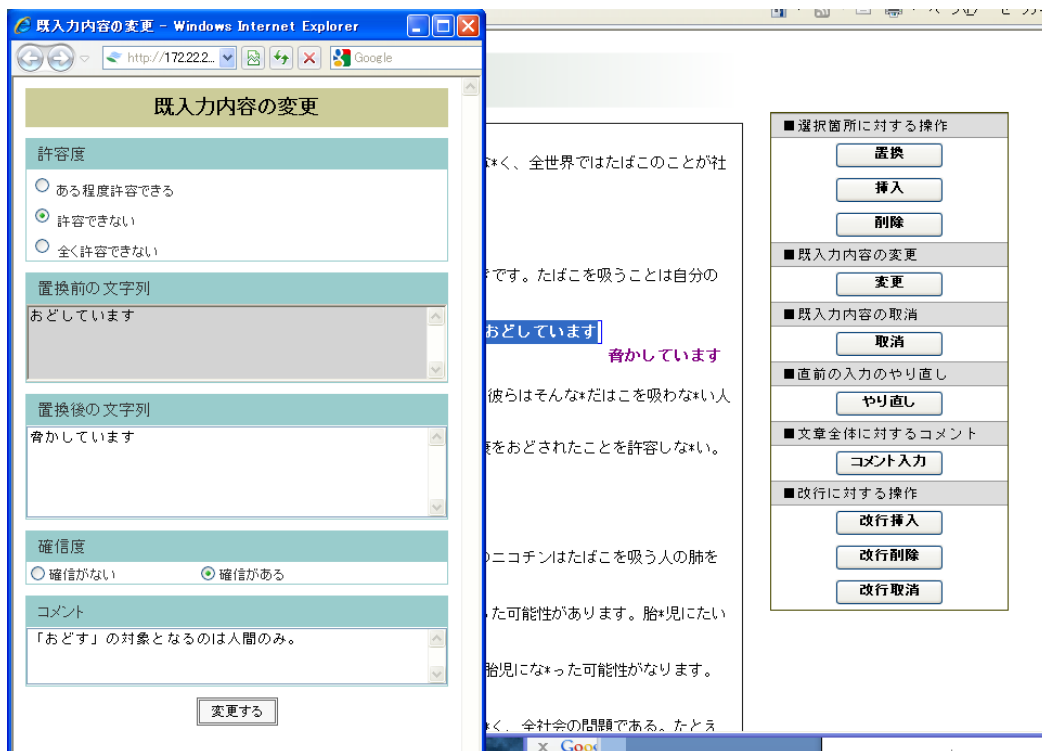 既入力内容の変更 - Windows Internet Explorer
http://172.22.2...
Google
既入力内容の変更
許容度
ある程度許容できる
許容できない
全く許容できない
置換前の文字列
おどしています
置換後の文字列
脅かしています
確信度
確信がない 確信がある
コメント
「おどす」の対象となるのは人間のみ。
変更する
な*く、全世界ではたばこのことが社
です。たばこを吸うことは自分の
おどしています
脅かしています
彼らはそんな*だはこを吸わな*い人
をおどされたことを許容しな*い。
のニコチンはたばこを吸う人の肺を
った可能性があります。胎*児にたい
胎児にな*った可能性がなります。
*く、全社会の問題である。たとえ
■選択箇所に対する操作
置換
挿入
削除
■既入力内容の変更
変更
■既入力内容の取消
取消
■直前の入力のやり直し
やり直し
■文章全体に対するコメント
コメント入力
■改行に対する操作
改行挿入
改行削除
改行取消
x Goo